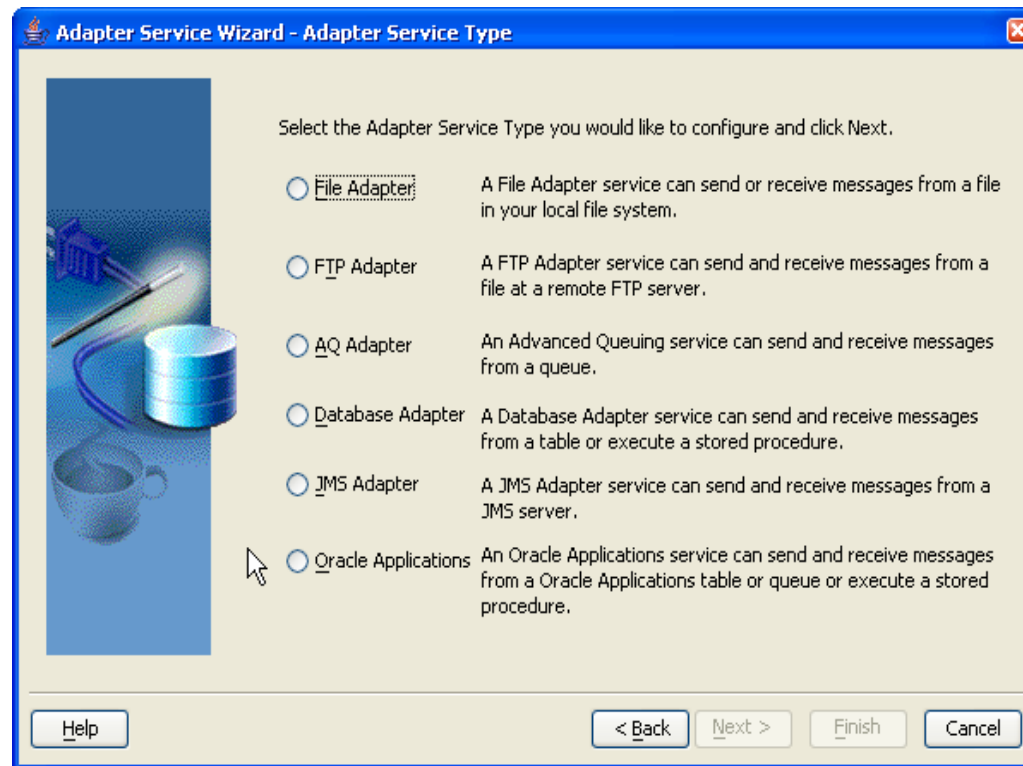 Adapter Service Wizard - Adapter Service Type
Select the Adapter Service Type you would like to configure and click Next.
File Adapter
A File Adapter service can send or receive messages from a file
in your local file system.
FTP Adapter
A FTP Adapter service can send and receive messages from a
file at a remote FTP server.
AQ Adapter
An Advanced Queuing service can send and receive messages
from a queue.
Database Adapter
A Database Adapter service can send and receive messages
from a table or execute a stored procedure.
JMS Adapter
A JMS Adapter service can send and receive messages from a
JMS server.
Oracle Applications
An Oracle Applications service can send and receive messages
from a Oracle Applications table or queue or execute a stored
procedure.
Help
< Back
Next >
Finish
Cancel